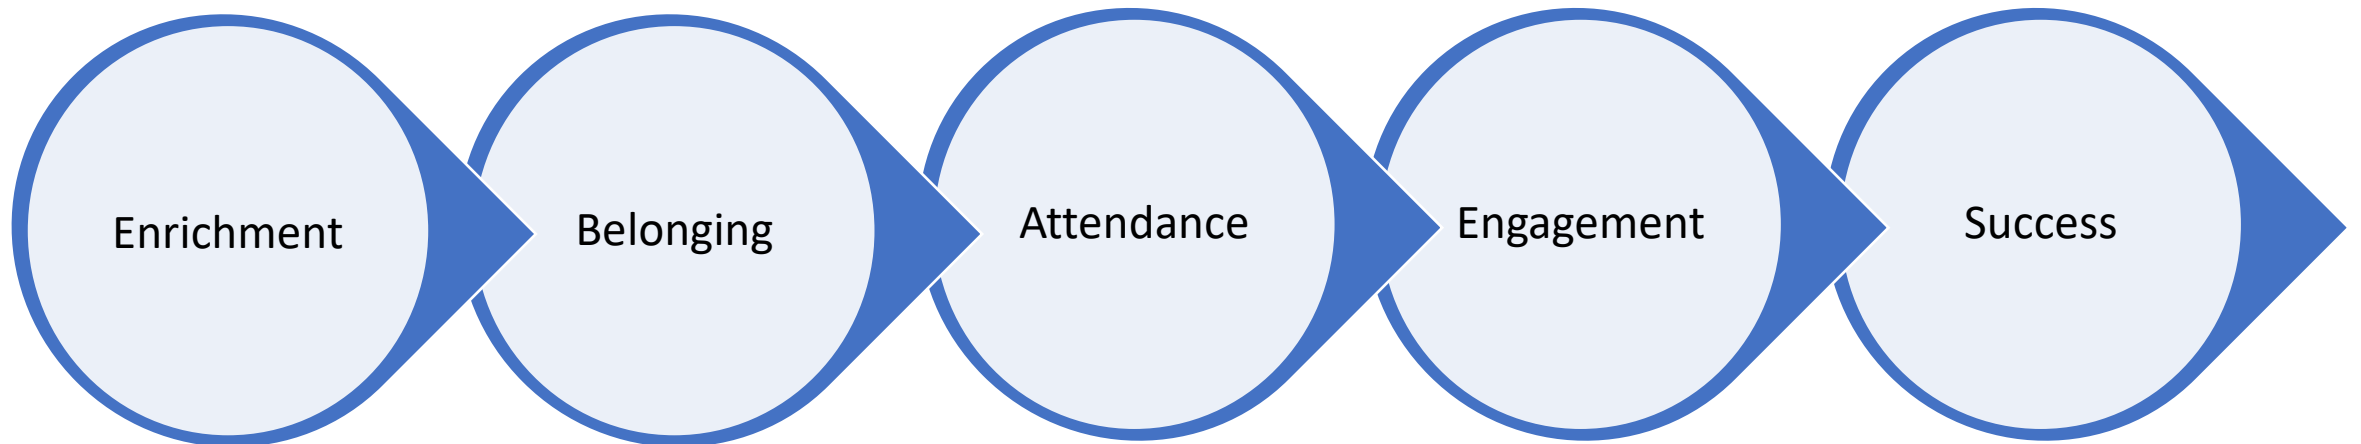 Enrichment
Belonging
Attendance
Engagement
Success